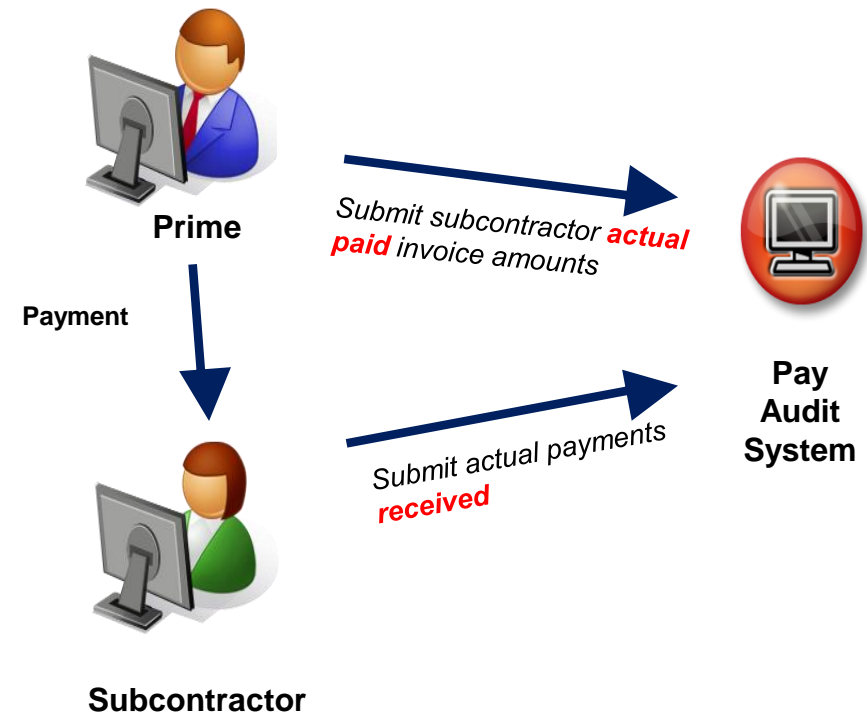 Prime
Submit subcontractor actual
paid invoice amounts
Payment
Pay
Audit
System
Submit actual payments
received
Subcontractor